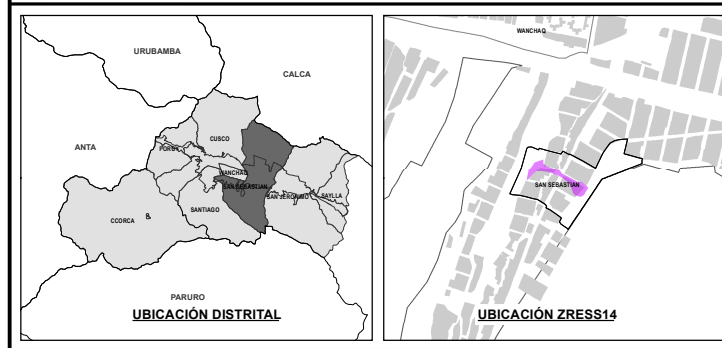 URUBAMBA
CALCA
ANTA
CUSCO
POROY
WANCHAQ
SAN SEBASTIAN
SAN JERONIMO
SAYLLA
SANTIAGO
CCORCA
&
PARURO
UBICACIÓN DISTRITAL
WANCHAQ
SAN SEBASTIAN
UBICACIÓN ZRESS14